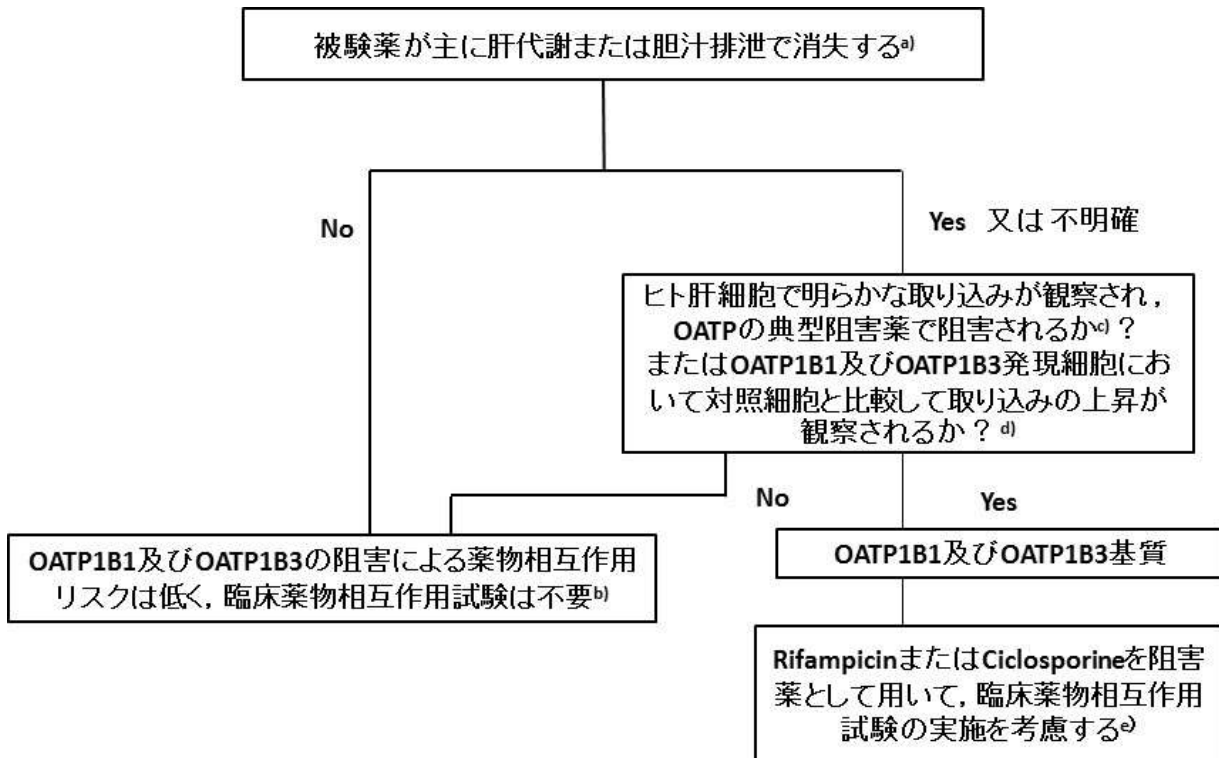 被験薬が主に肝代謝または胆汁排泄で消失するa)
No
Yes 又は 不明確
ヒト肝細胞で明らかな取り込みが観察され，
OATPの典型阻害薬で阻害されるかc)？
またはOATP1B1及びOATP1B3発現細胞にお
いて対照細胞と比較して取り込みの上昇が
観察されるか？ d)
No
Yes
OATP1B1及びOATP1B3の阻害による薬物相互作用
リスクは低く，臨床薬物相互作用試験は不要b)
OATP1B1及びOATP1B3基質
RifampicinまたはCiclosporineを阻害
薬として用いて，臨床薬物相互作用
試験の実施を考慮するe)